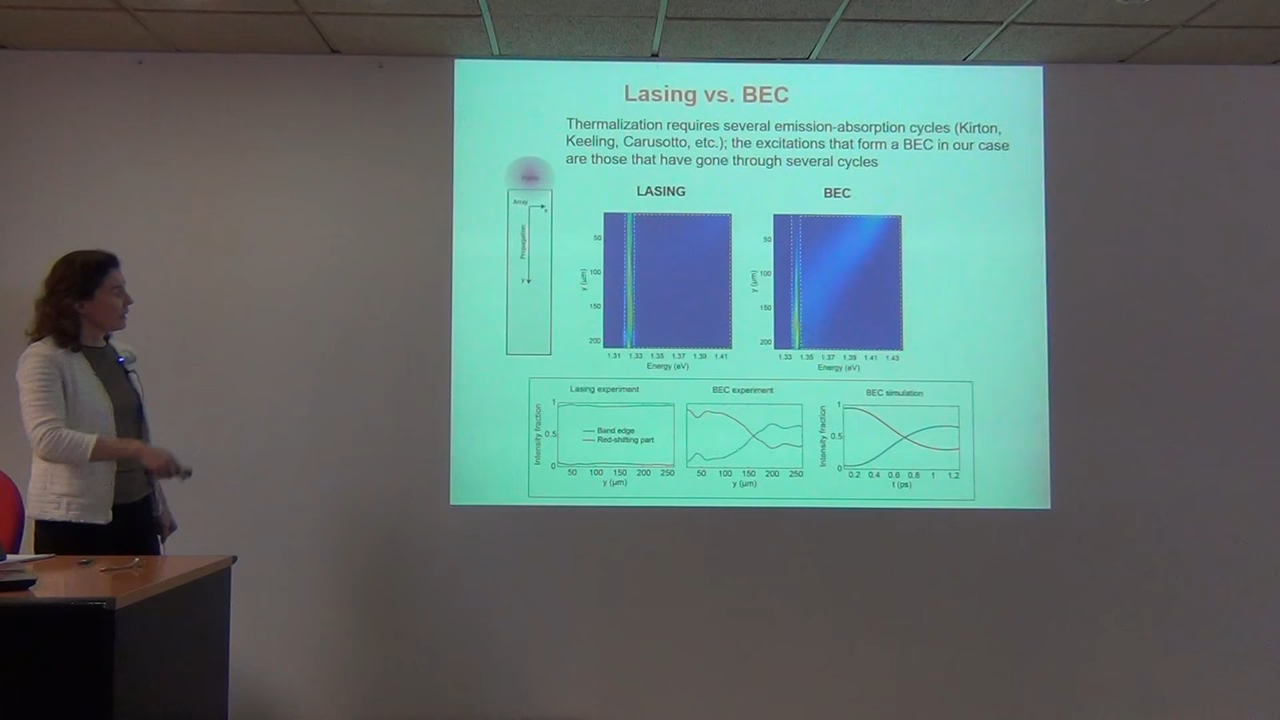 Lasing vs. BEC
Thermalization requires several emission-absorption cycles (Kirton,
Keeling, Carusotto, etc.); the excitations that form a BEC in our case
are those that have gone through several cycles
Array
x
Propagation
y
LASING
50
100
150
200
y (µm)
1.31 1.33 1.35 1.37 1.39 1.41
Energy (eV)
BEC
50
100
150
200
y (µm)
1.33 1.35 1.37 1.39 1.41 1.43
Energy (eV)
Lasing experiment
Intensity fraction
1
0.5
0
Band edge
Red-shifting part
50 100 150 200 250
y (µm)
BEC experiment
50 100 150 200 250
y (µm)
BEC simulation
Intensity fraction
1
0.5
0
0.2 0.4 0.6 0.8 1 1.2
t (ps)